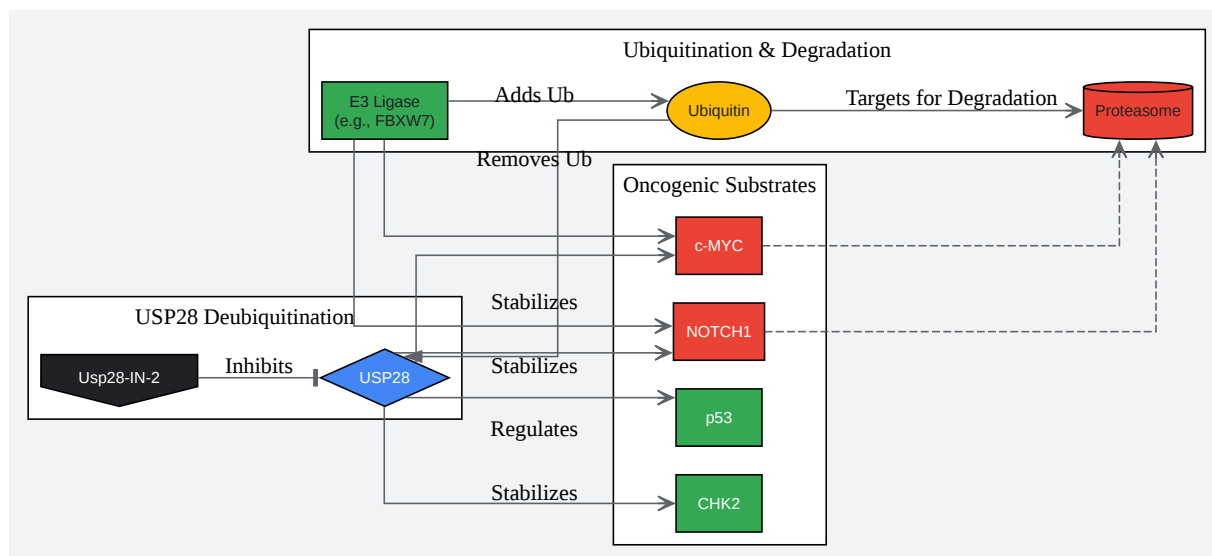 Ubiquitination & Degradation
E3 Ligase
(e.g., FBXW7)
Adds Ub
Ubiquitin
Targets for Degradation
Proteasome
Removes Ub
Oncogenic Substrates
c-MYC
Stabilizes
NOTCH1
USP28 Deubiquitination
Usp28-IN-2
Inhibits
USP28
Stabilizes
Regulates
p53
Stabilizes
CHK2